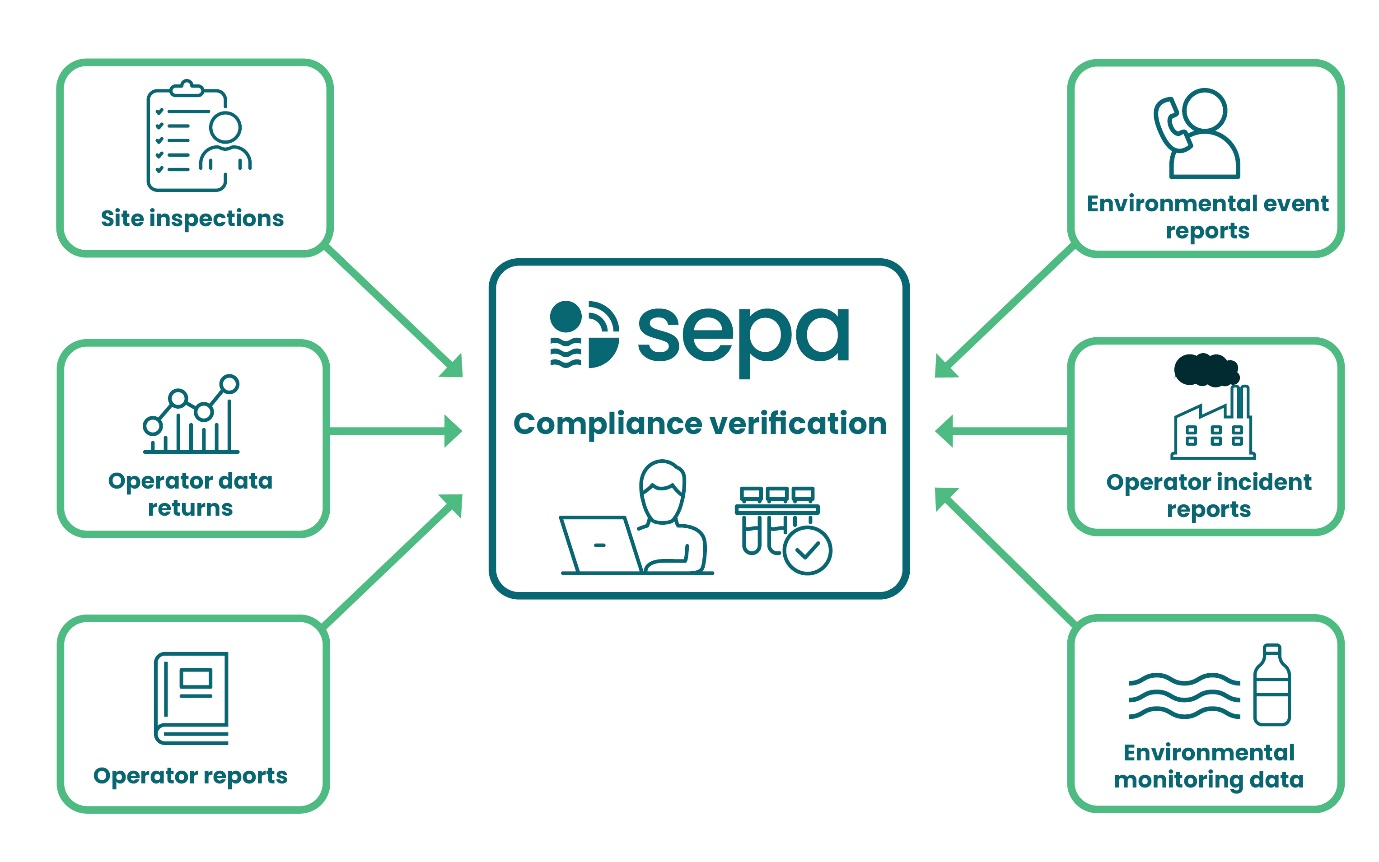 Site inspections
Operator data
returns
Operator reports
sepa
Compliance verification
Environmental event
reports
Operator incident
reports
Environmental
monitoring data